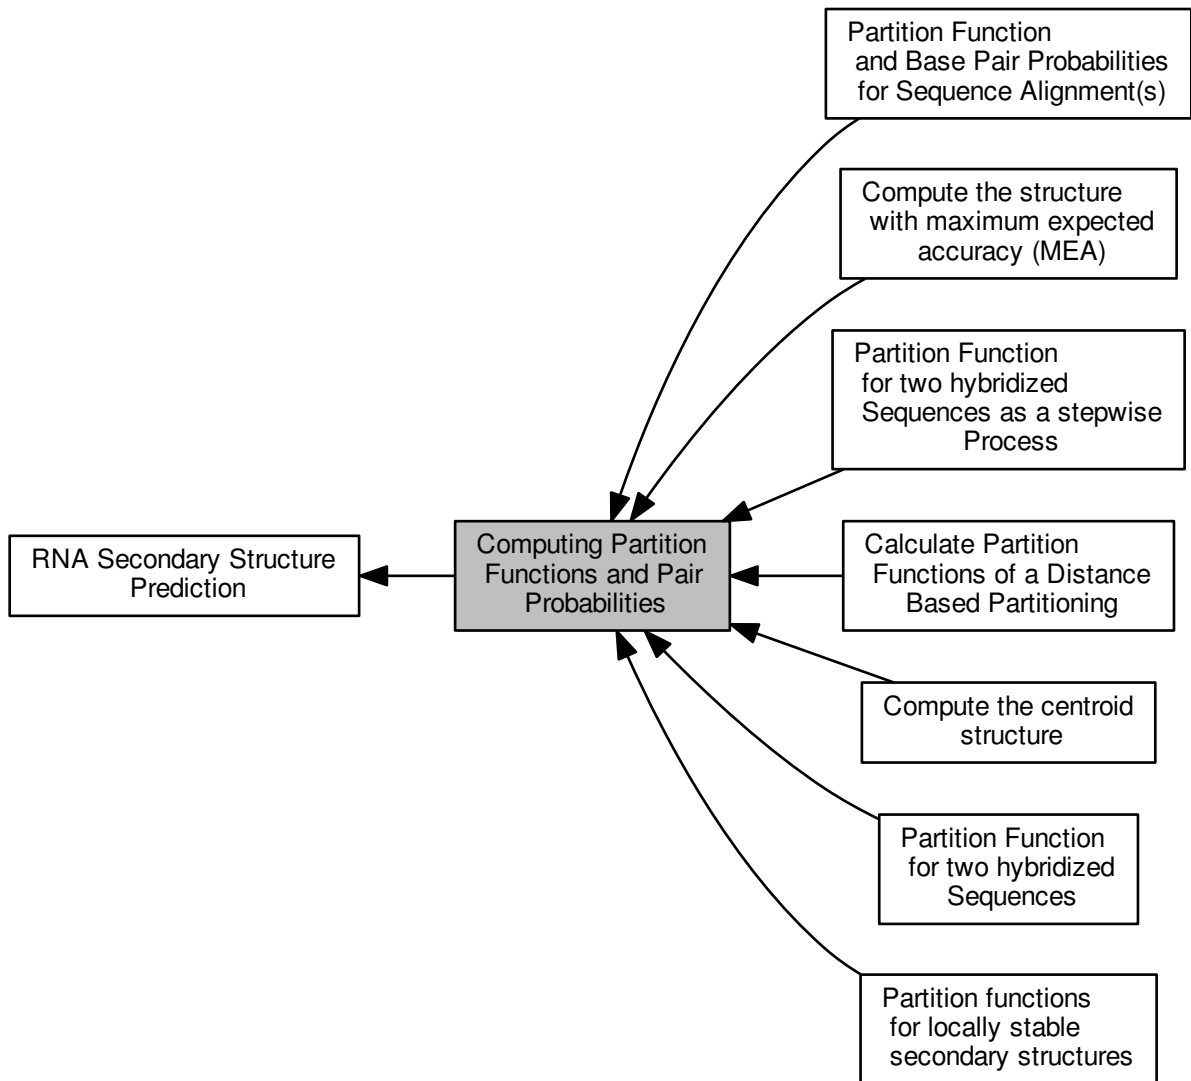 Partition Function
and Base Pair Probabilities
for Sequence Alignment(s)
Compute the structure
with maximum expected
accuracy (MEA)
Partition Function
for two hybridized
Sequences as a stepwise
Process
RNA Secondary Structure
Prediction
Computing Partition
Functions and Pair
Probabilities
Calculate Partition
Functions of a Distance
Based Partitioning
Compute the centroid
structure
Partition Function
for two hybridized
Sequences
Partition functions
for locally stable
secondary structures